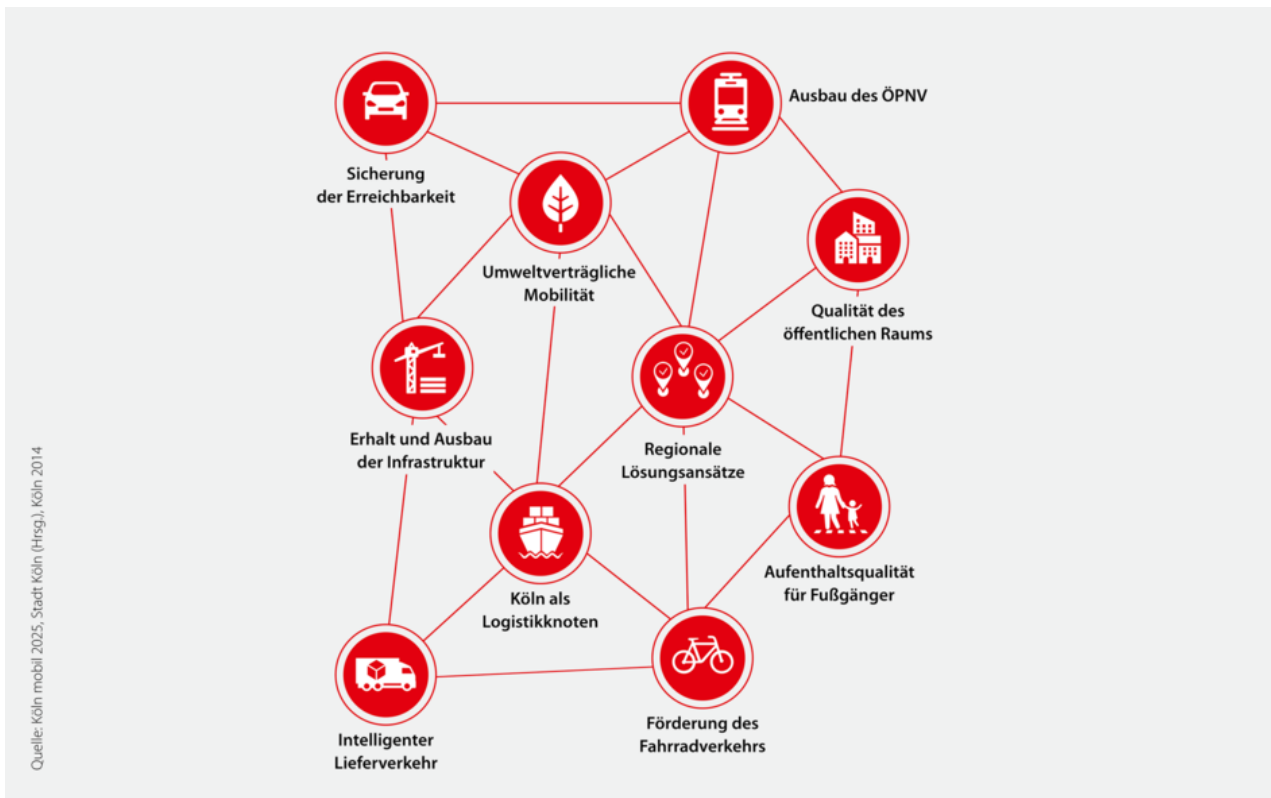 Ausbau des ÖPNV
Sicherung
der Erreichbarkeit
Umweltverträgliche
Mobilität
Qualität des
öffentlichen Raums
Erhalt und Ausbau
der Infrastruktur
Regionale
Lösungsansätze
Aufenthaltsqualität
für Fußgänger
Köln als
Logistikknoten
Förderung des
Fahrradverkehrs
Intelligenter
Lieferverkehr
Quelle: Köln mobil 2025, Stadt Köln (Hrsg.), Köln 2014